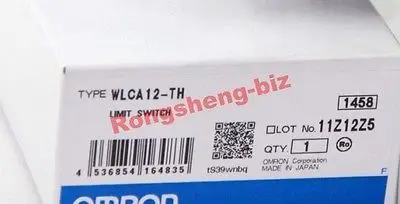 TYPE WLCA12-TH
LIMIT SWITCH
Rongsheng-biz
1458
LOT No. 11Z12Z5
QTY. 1 Ro
4 536854 164835
tS39wnbq
OMRON Corporation
MADE IN JAPAN
F
OMRON